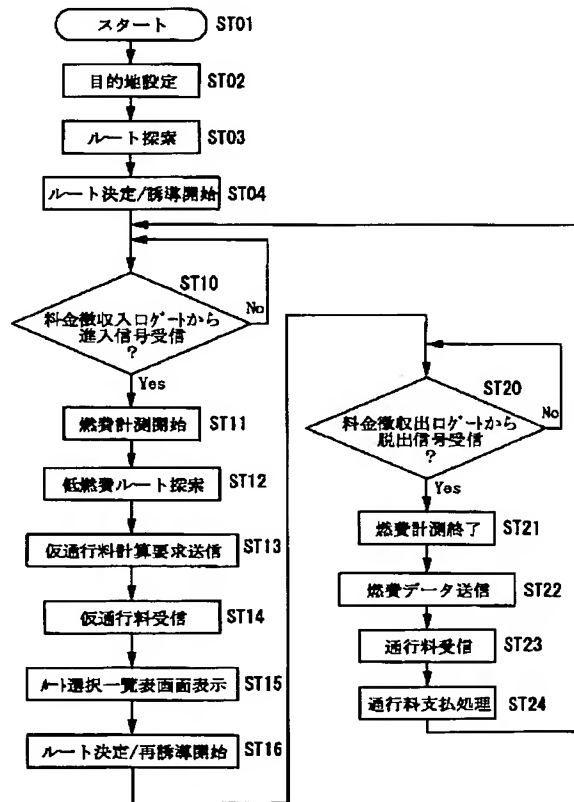 スタート ST01
目的地設定 ST02
ルート探索 ST03
ルート決定/誘導開始 ST04
ST10
料金徴収入口ゲートから
進入信号受信
?
No
Yes
燃費計測開始 ST11
低燃費ルート探索 ST12
仮通行料計算要求送信 ST13
仮通行料受信 ST14
ルート選択一覧表画面表示 ST15
ルート決定/再誘導開始 ST16
ST20
料金徴収出口ゲートから
脱出信号受信
?
No
Yes
燃費計測終了 ST21
燃費データ送信 ST22
通行料受信 ST23
通行料支払処理 ST24